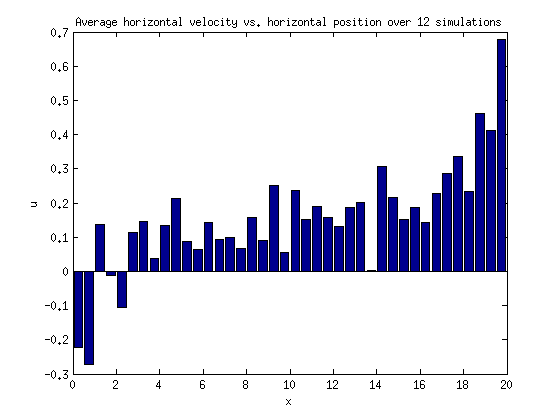 Average horizontal velocity vs. horizontal position over 12 simulations
0.7
0.6
0.5
0.4
0.3
0.2
0.1
0
-0.1
-0.2
-0.3
u
0 2 4 6 8 10 12 14 16 18 20
x